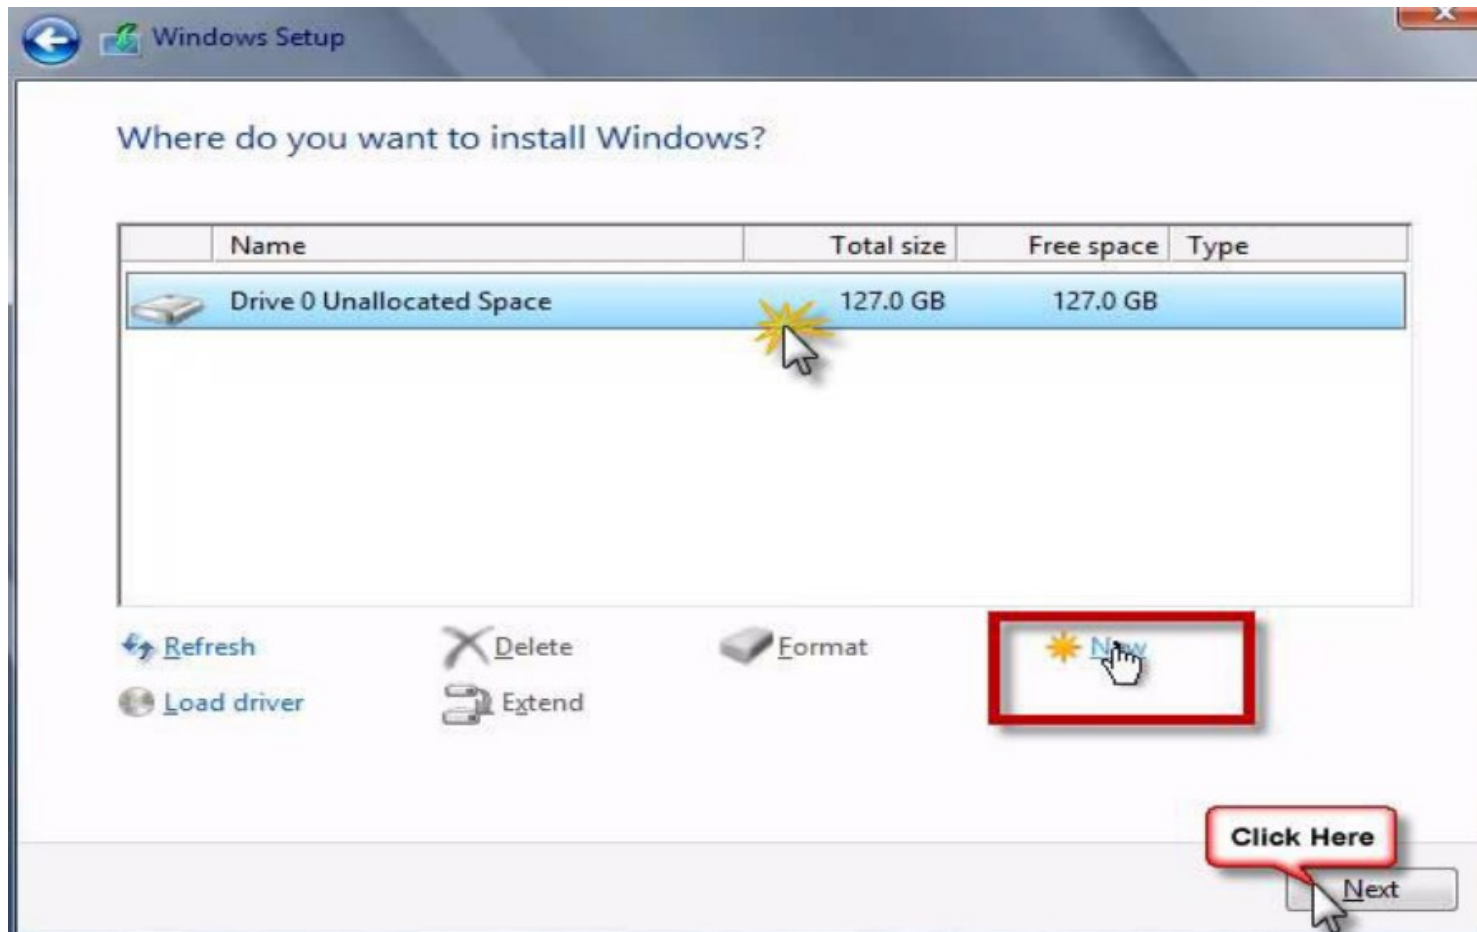 Windows Setup
Where do you want to install Windows?
Name Total size Free space Type
Drive 0 Unallocated Space 127.0 GB 127.0 GB
Refresh Delete Format New
Load driver Extend
Click Here
Next